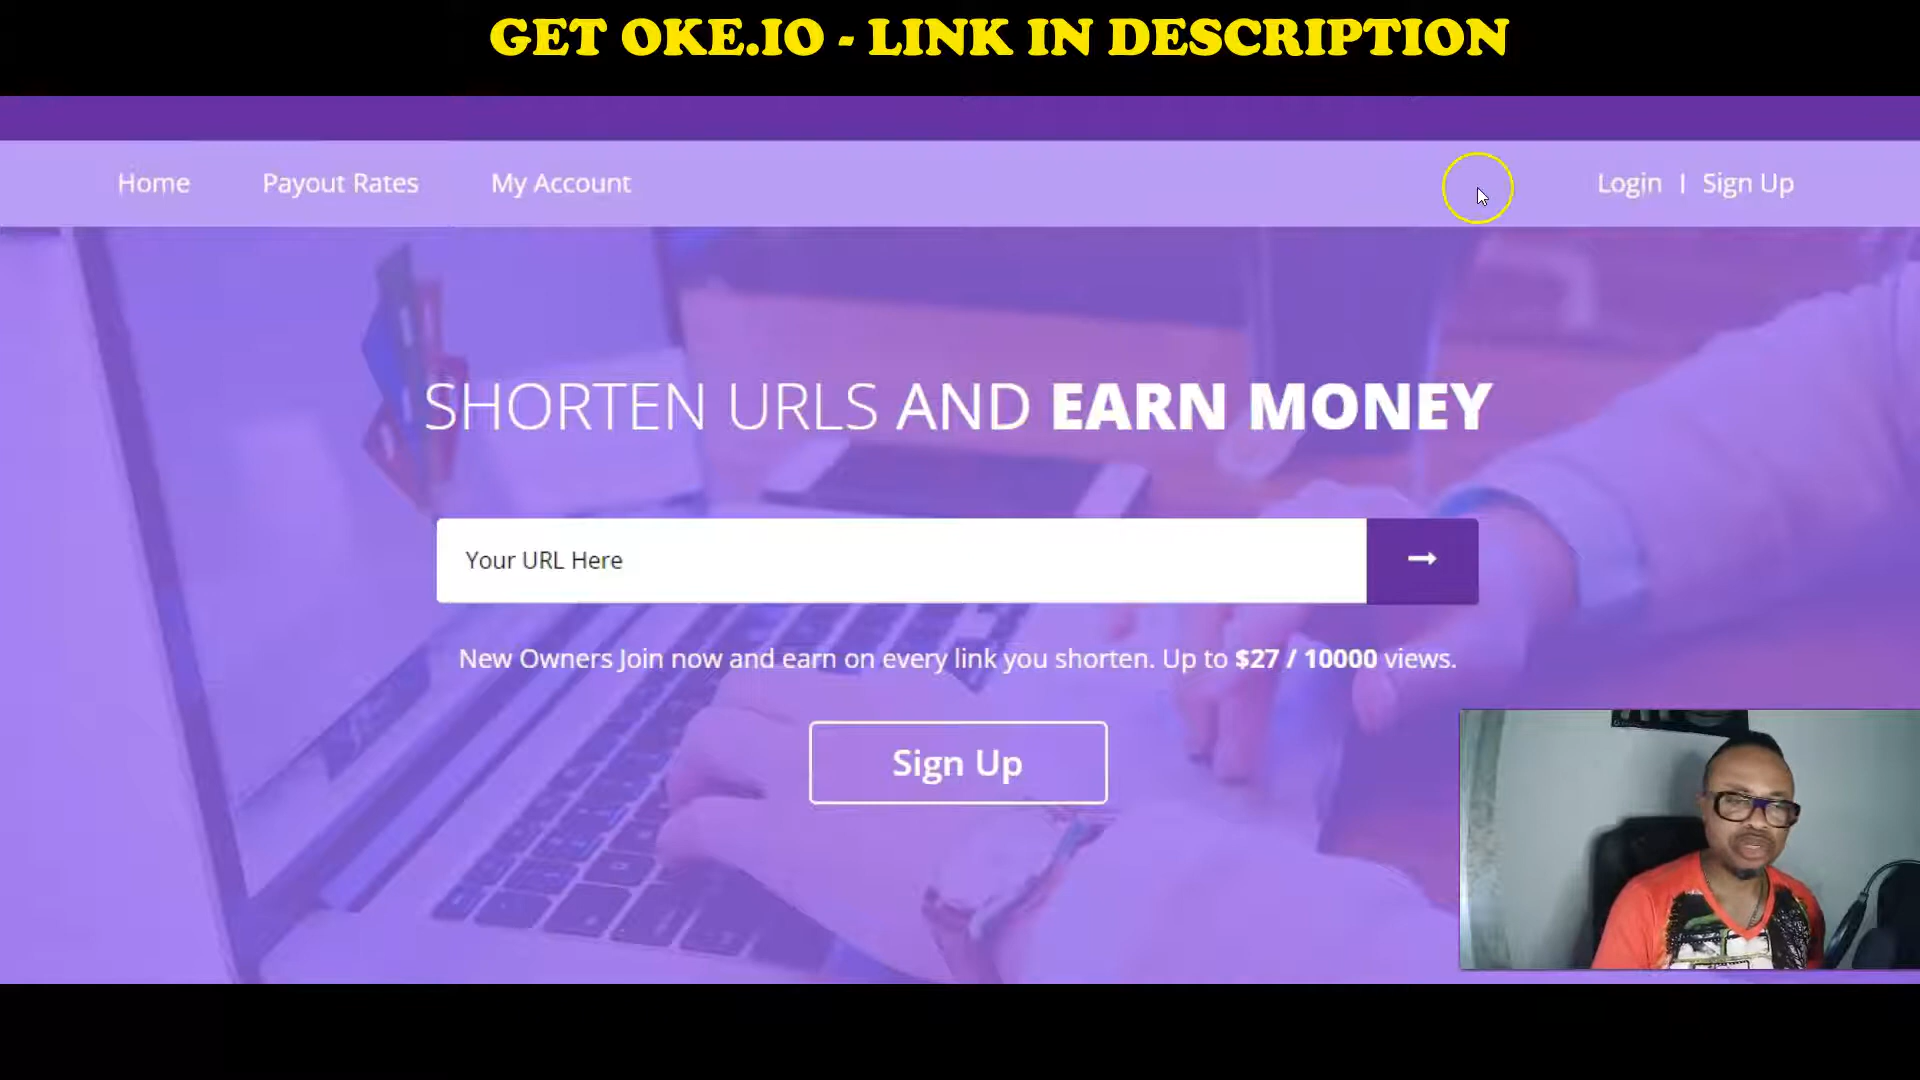 GET OKE.IO - LINK IN DESCRIPTION
Home Payout Rates My Account Login | Sign Up
SHORTEN URLS AND EARN MONEY
Your URL Here
New Owners Join now and earn on every link you shorten. Up to $27 / 10000 views.
Sign Up